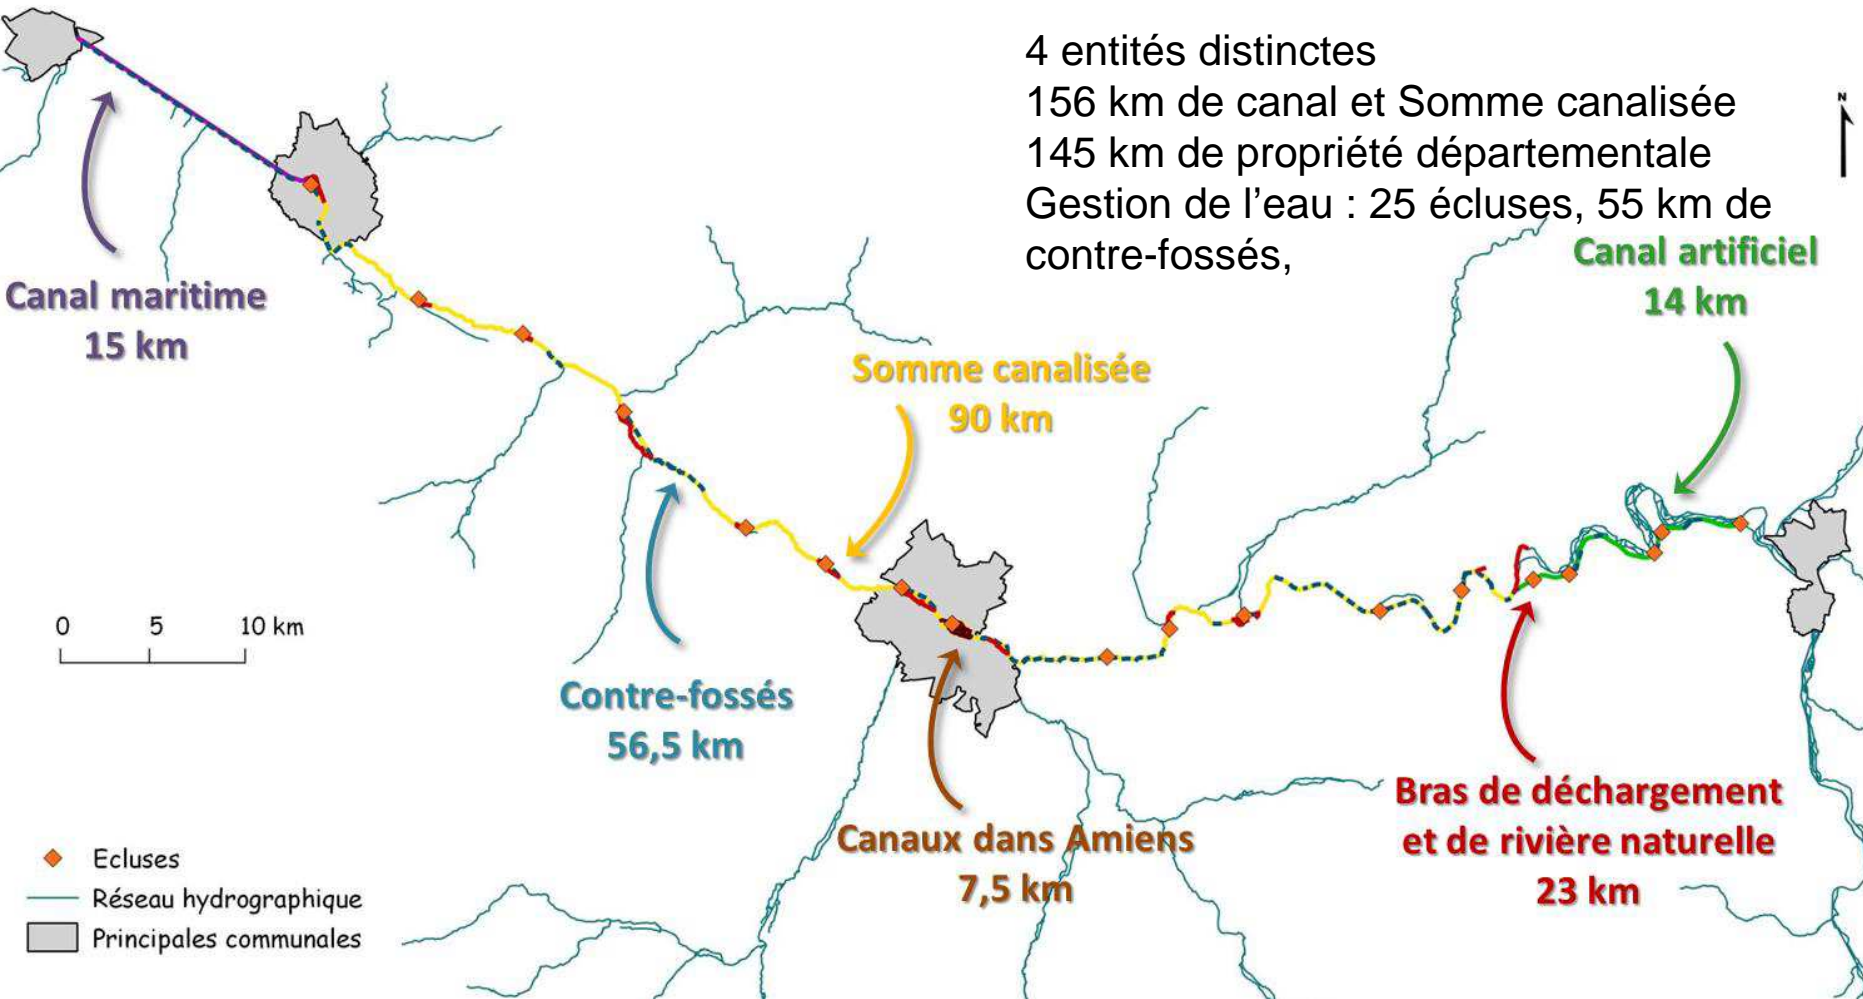 4 entités distinctes
156 km de canal et Somme canalisée
145 km de propriété départementale
Gestion de l’eau : 25 écluses, 55 km de
contre-fossés,
N
Canal artificiel
14 km
Canal maritime
15 km
Somme canalisée
90 km
0 5 10 km
Contre-fossés
56,5 km
Bras de déchargement
et de rivière naturelle
23 km
Canaux dans Amiens
7,5 km
Ecluses
Réseau hydrographique
Principales communales